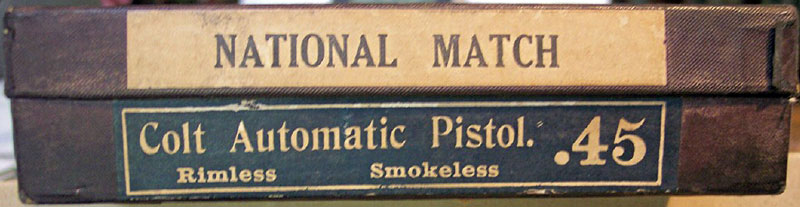 NATIONAL MATCH
Colt Automatic Pistol. .45
Rimless Smokeless